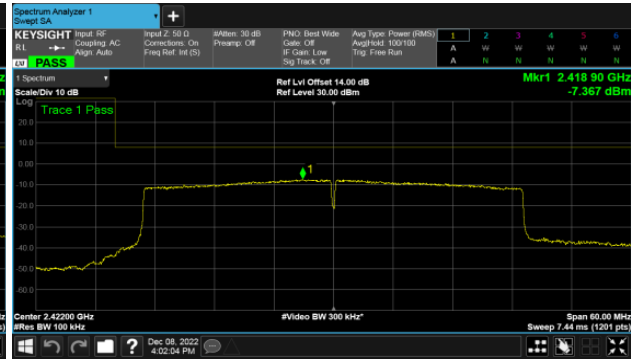 Spectrum Analyzer 1
Swept SA
+
KEYSIGHT Input: RF Input Z: 50 Ω #Atten: 30 dB PNO: Best Wide Avg Type: Power (RMS) 1 2 3 4 5 6
RL Coupling: AC Corrections: On Preamp: Off Gate: Off Avg|Hold: 100/100 A W W W W W
Align: Auto Freq Ref: Int (S) IF Gain: Low Trig: Free Run
LXI PASS Sig Track: Off A N N N N N
1 Spectrum
Ref Lvl Offset 14.00 dB Mkr1 2.418 90 GHz
Scale/Div 10 dB Ref Level 30.00 dBm -7.367 dBm
Log
Trace 1 Pass
20.0
10.0
0.00
1
-10.0
-20.0
-30.0
-40.0
-50.0
-60.0
Center 2.42200 GHz #Video BW 300 kHz* Span 60.00 MHz
#Res BW 100 kHz Sweep 7.44 ms (1201 pts)
? Dec 08, 2022
4:02:04 PM